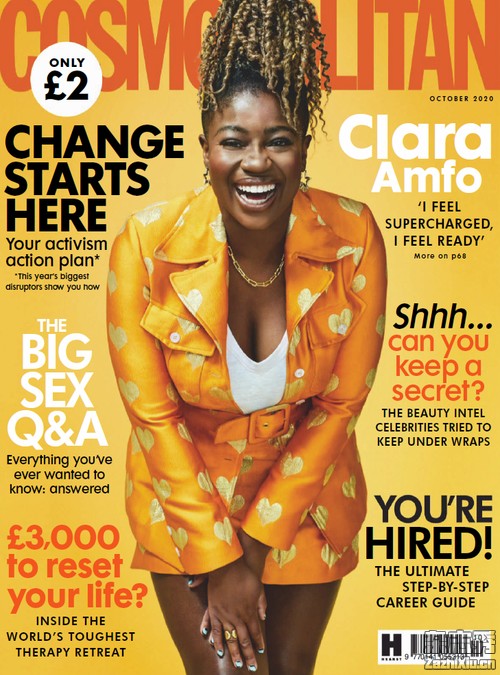 COSMOPOLITAN
ONLY
£2
OCTOBER 2020
CHANGE
STARTS
HERE
Your activism
action plan*
*This year's biggest
disruptors show you how
Clara
Amfo
'I FEEL
SUPERCHARGED,
I FEEL READY'
More on p68
THE
BIG
SEX
Q&A
Everything you've
ever wanted to
know: answered
Shhh...
can you
keep a
secret?
THE BEAUTY INTEL
CELEBRITIES TRIED TO
KEEP UNDER WRAPS
£3,000
to reset
your life?
INSIDE THE
WORLD'S TOUGHEST
THERAPY RETREAT
YOU'RE
HIRED!
THE ULTIMATE
STEP-BY-STEP
CAREER GUIDE
H
HEARST
ZaZhiXiu.cn